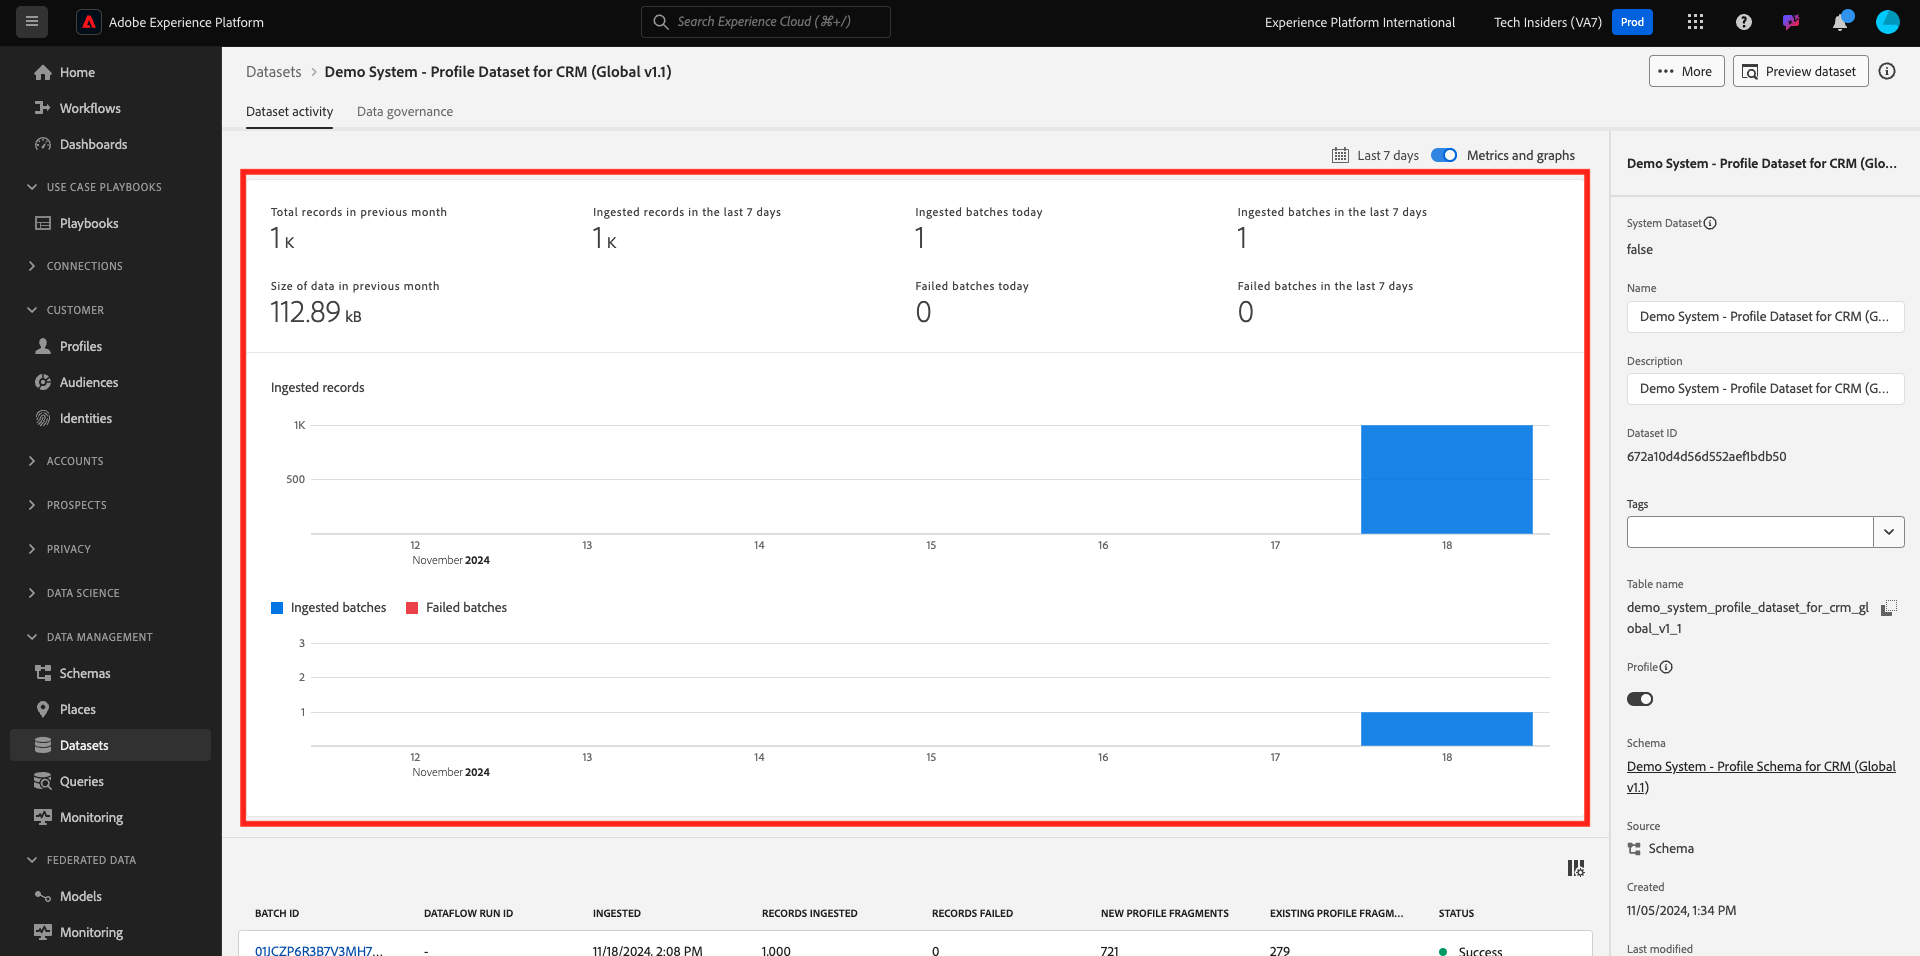 Adobe Experience Platform
Search Experience Cloud (⌘+/)
Experience Platform International
Tech Insiders (VA7)
Prod
Home
Workflows
Dashboards
USE CASE PLAYBOOKS
Playbooks
CONNECTIONS
CUSTOMER
Profiles
Audiences
Identities
ACCOUNTS
PROSPECTS
PRIVACY
DATA SCIENCE
DATA MANAGEMENT
Schemas
Places
Datasets
Queries
Monitoring
FEDERATED DATA
Models
Monitoring
Datasets > Demo System - Profile Dataset for CRM (Global v1.1)
More
Preview dataset
Dataset activity
Data governance
Last 7 days
Metrics and graphs
Total records in previous month
1 K
Ingested records in the last 7 days
1 K
Ingested batches today
1
Ingested batches in the last 7 days
1
Size of data in previous month
112.89 kB
Failed batches today
0
Failed batches in the last 7 days
0
Ingested records
1K
500
12 13 14 15 16 17 18
November 2024
Ingested batches Failed batches
3
2
1
12 13 14 15 16 17 18
November 2024
BATCH ID DATAFLOW RUN ID INGESTED RECORDS INGESTED RECORDS FAILED NEW PROFILE FRAGMENTS EXISTING PROFILE FRAGM... STATUS
01JCZP6R3B7V3MH7... - 11/18/2024, 2:08 PM 1,000 0 721 279 Success
Demo System - Profile Dataset for CRM (Glo...
System Dataset
false
Name
Demo System - Profile Dataset for CRM (G...
Description
Demo System - Profile Dataset for CRM (G...
Dataset ID
672a10d4d56d552aef1bdb50
Tags
Table name
demo_system_profile_dataset_for_crm_gl
obal_v1_1
Profile
Schema
Demo System - Profile Schema for CRM (Global
v1.1)
Source
Schema
Created
11/05/2024, 1:34 PM
Last modified